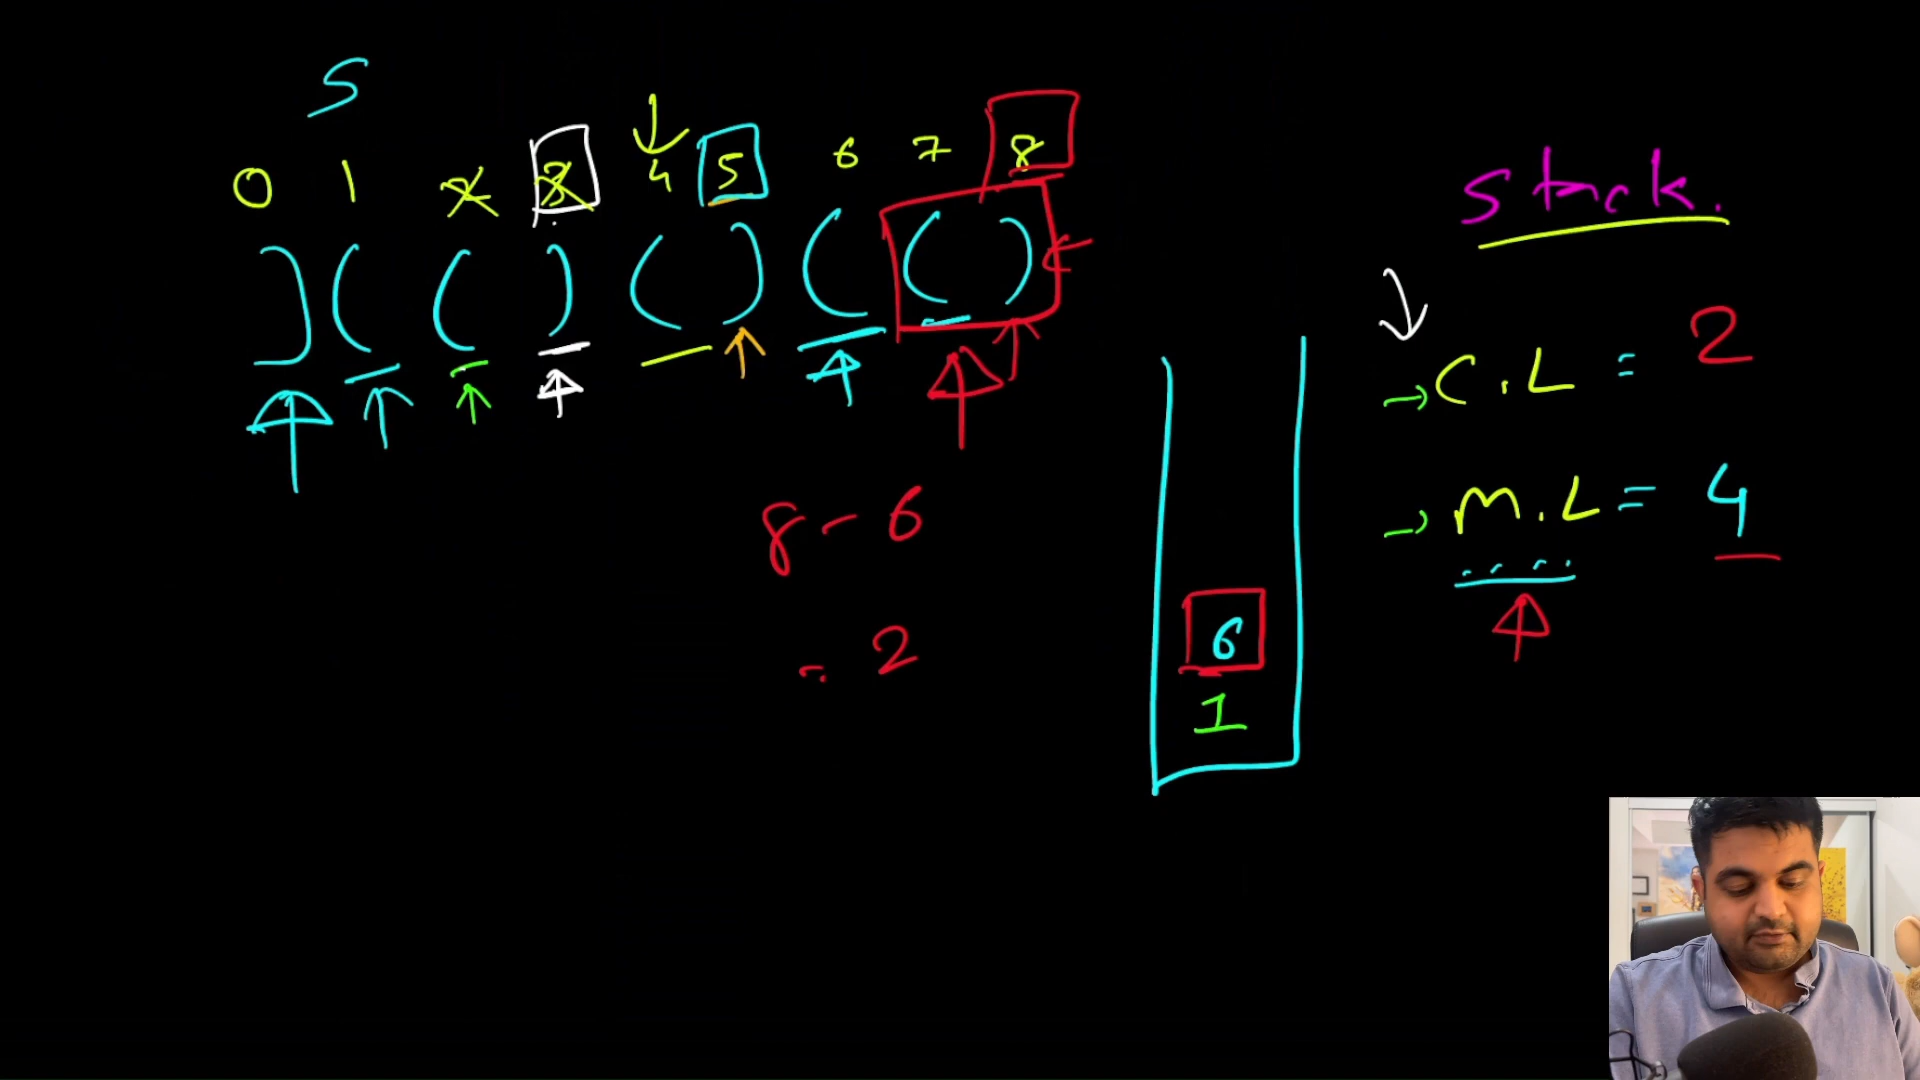 S
0 1 2 3 4 5 6 7 8
) ( ( ) ( ) ( ( )
stack.
C.L = 2
M.L = 4
8 - 6
= 2
6
1